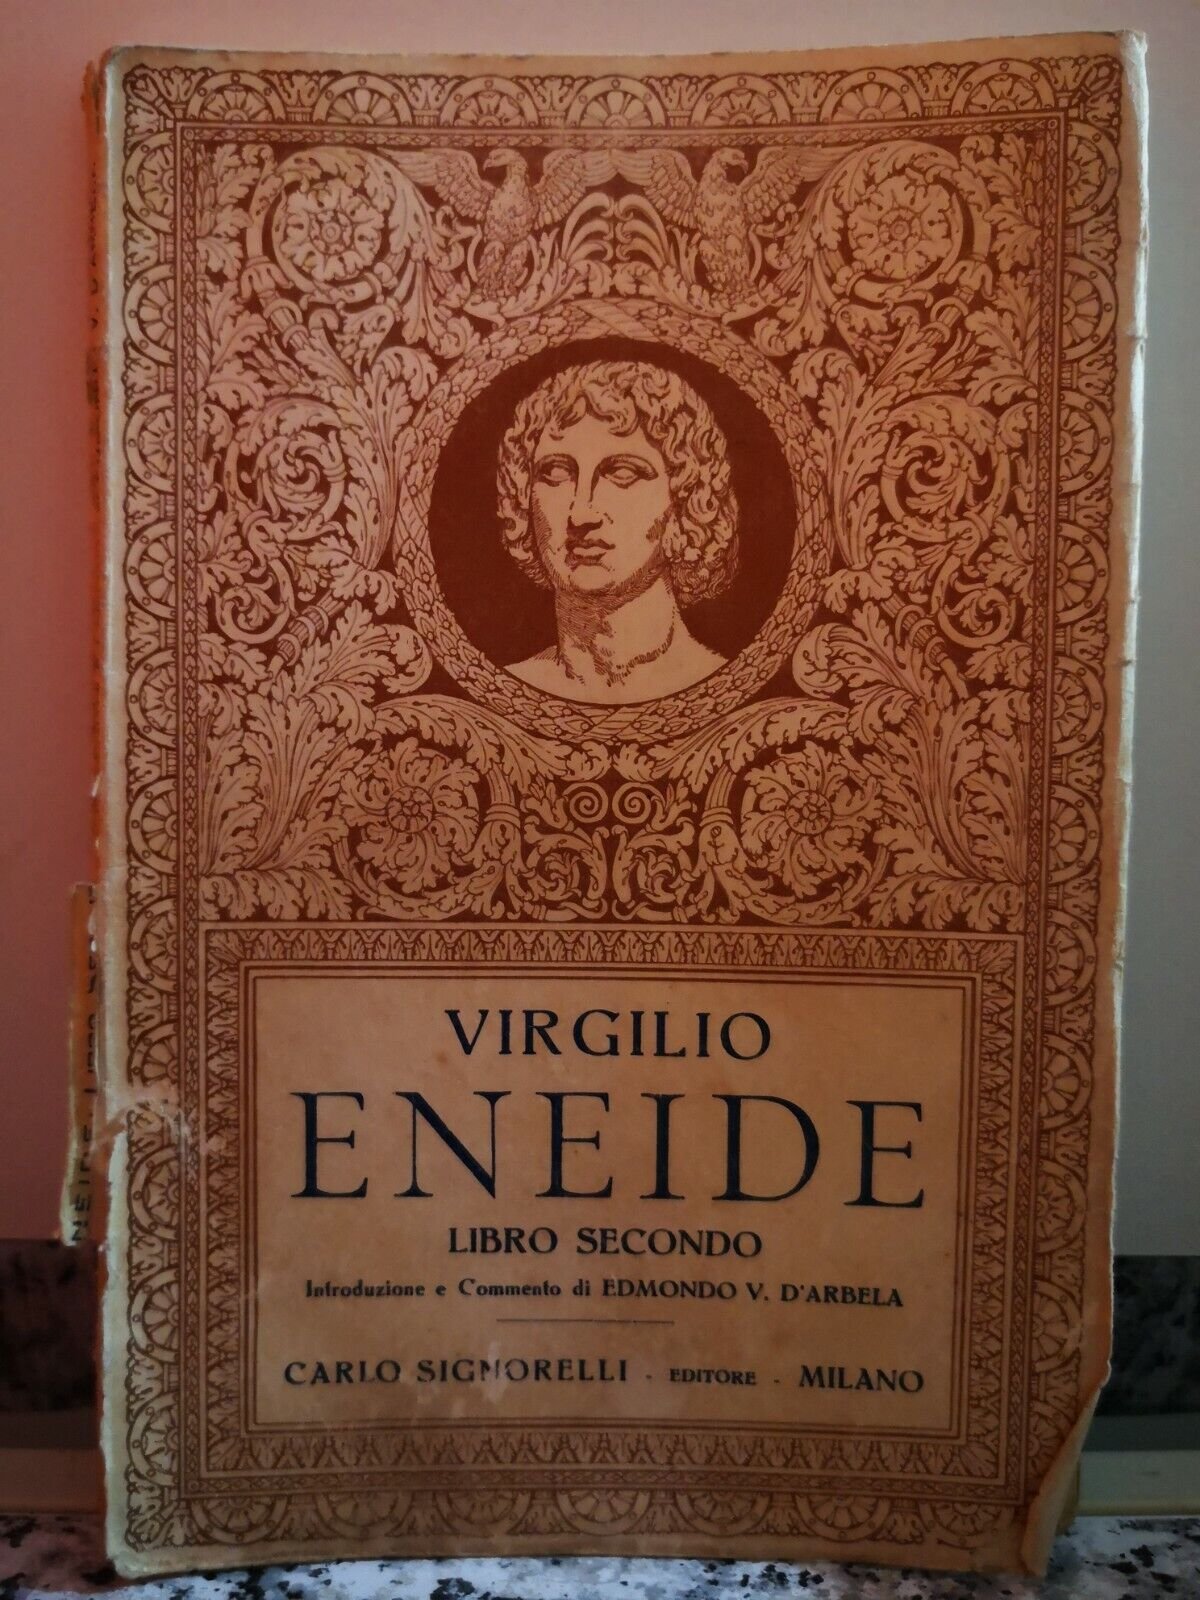 VIRGILIO
ENEIDE
LIBRO SECONDO
Introduzione e Commento di EDMONDO V. D'ARBELA
CARLO SIGNORELLI - EDITORE - MILANO